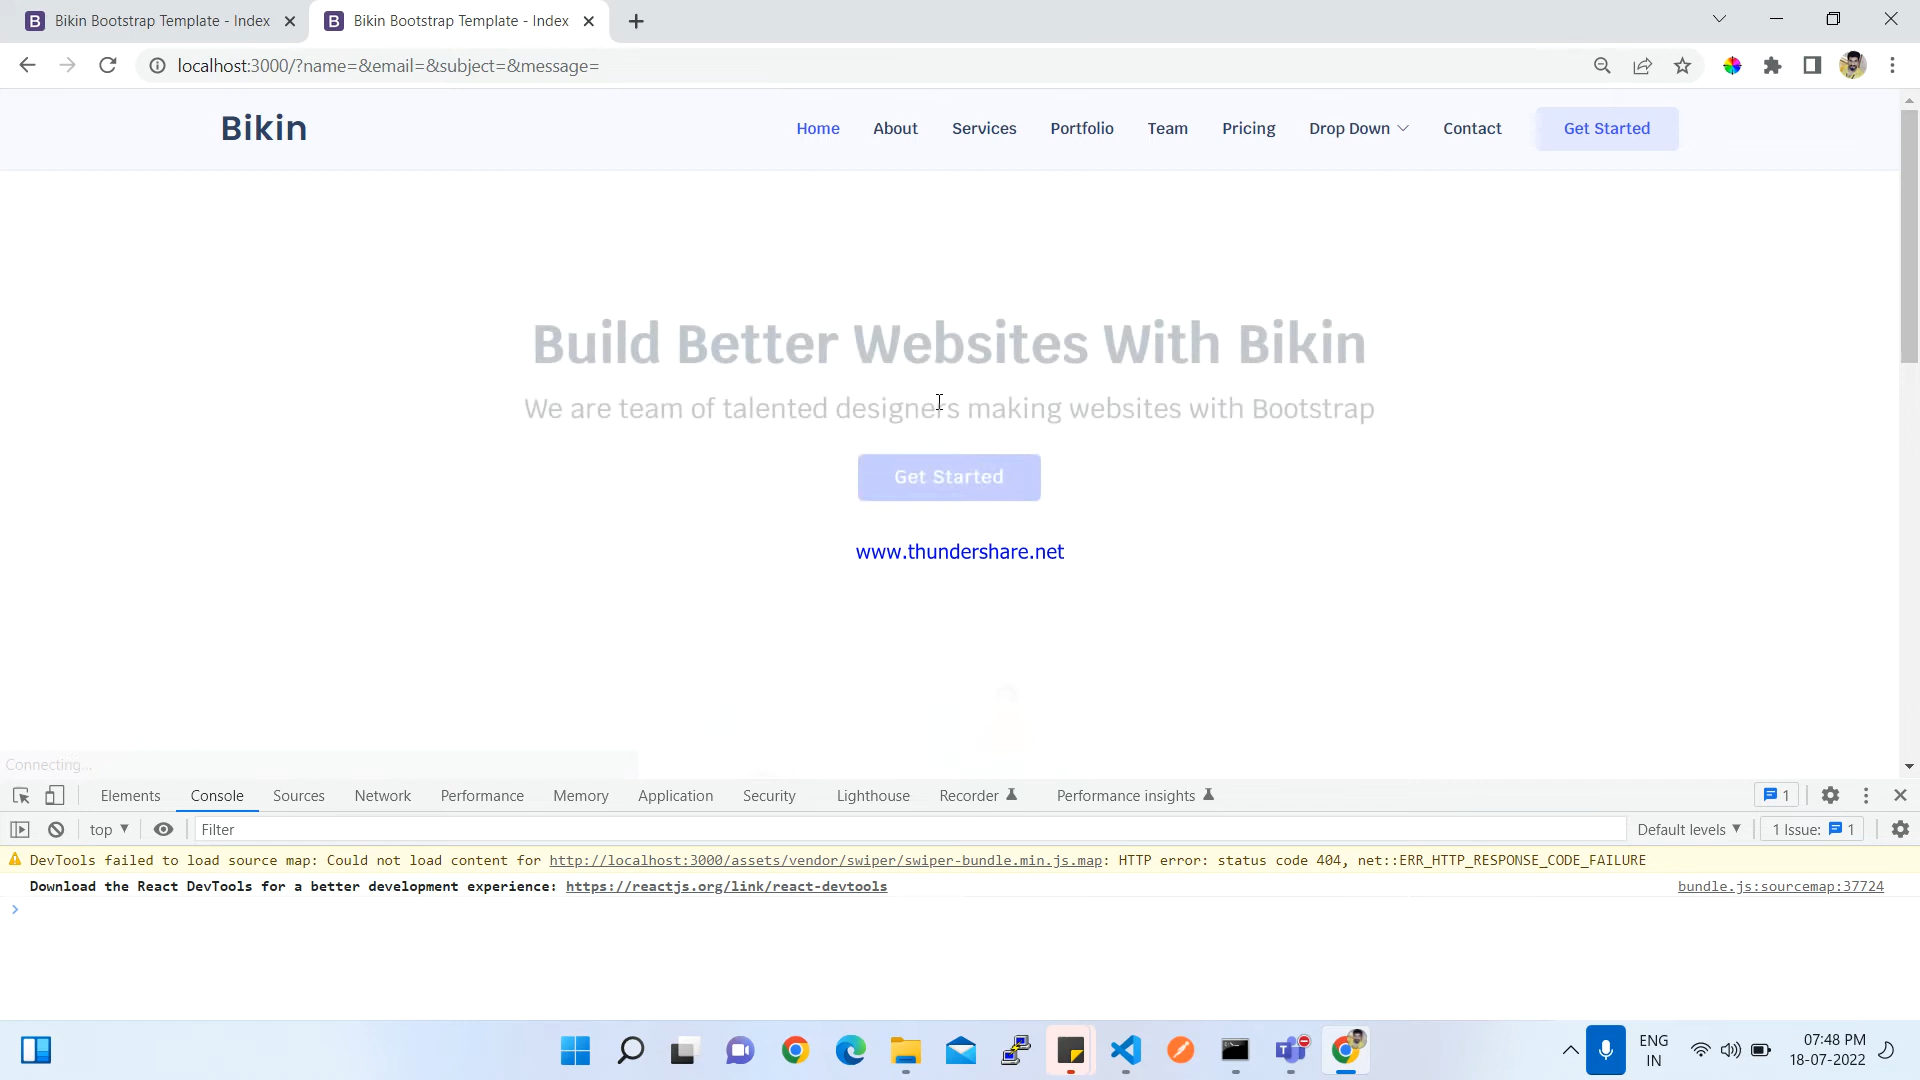 Bikin Bootstrap Template - Index
Bikin Bootstrap Template - Index
localhost:3000/?name=&email=&subject=&message=
Bikin
Home About Services Portfolio Team Pricing Drop Down Contact Get Started
Build Better Websites With Bikin
We are team of talented designers making websites with Bootstrap
Get Started
www.thundershare.net
Connecting...
Elements Console Sources Network Performance Memory Application Security Lighthouse Recorder Performance insights 1
top Filter Default levels 1 Issue: 1
DevTools failed to load source map: Could not load content for http://localhost:3000/assets/vendor/swiper/swiper-bundle.min.js.map: HTTP error: status code 404, net::ERR_HTTP_RESPONSE_CODE_FAILURE
Download the React DevTools for a better development experience: https://reactjs.org/link/react-devtools bundle.js:sourcemap:37724
ENG
IN
07:48 PM
18-07-2022